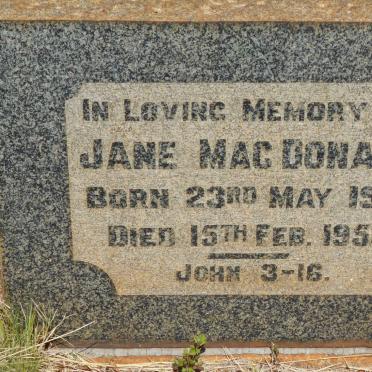 IN LOVING MEMORY
JANE MAC DONA
BORN 23RD MAY 19
DIED 15TH FEB. 195
JOHN 3-16.